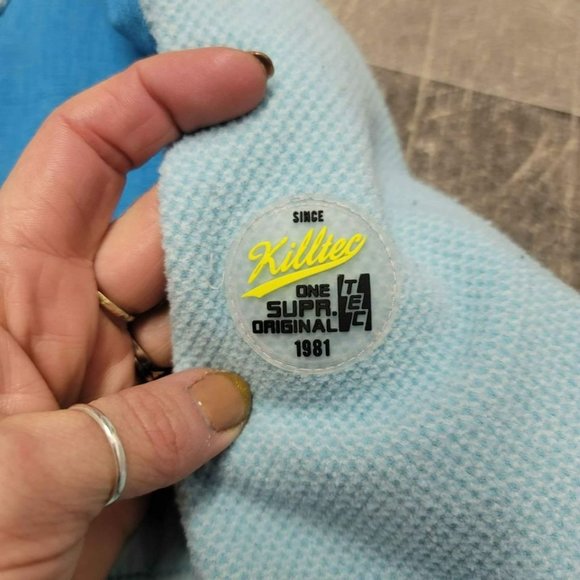 SINCE
Killtec
ONE
SUPR.
ORIGINAL
TEC
1981